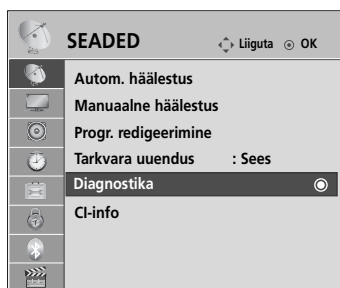 SEADED Liiguta OK
Autom. häälestus
Manuaalne häälestus
Progr. redigeerimine
Tarkvara uuendus : Sees
Diagnostika
CI-info